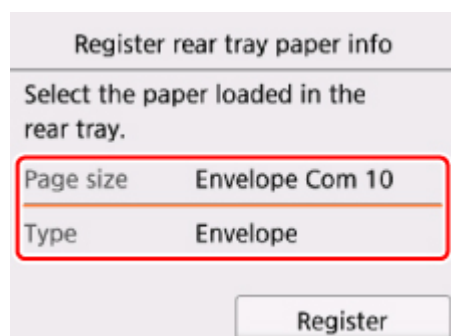 Register rear tray paper info
Select the paper loaded in the
rear tray.
Page size Envelope Com 10
Type Envelope
Register